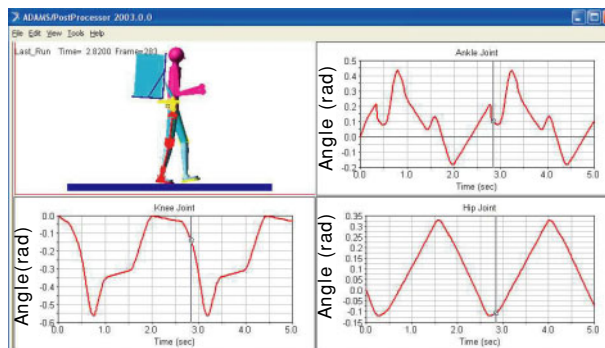 ADAMS/PostProcessor 2003.0.0
File Edit View Tools Help
Last_Run Time= 2.8200 Frame=283
Ankle Joint
Angle (rad)
0.5
0.4
0.3
0.2
0.1
0.0
-0.1
-0.2
0.0 1.0 2.0 3.0 4.0 5.0
Time (sec)
Knee Joint
Angle(rad)
0.0
-0.1
-0.2
-0.3
-0.4
-0.5
-0.6
0.0 1.0 2.0 3.0 4.0 5.0
Time (sec)
Hip Joint
Angle (rad)
0.35
0.3
0.25
0.2
0.15
0.1
0.05
0.0
-0.05
-0.1
-0.15
0.0 1.0 2.0 3.0 4.0 5.0
Time (sec)